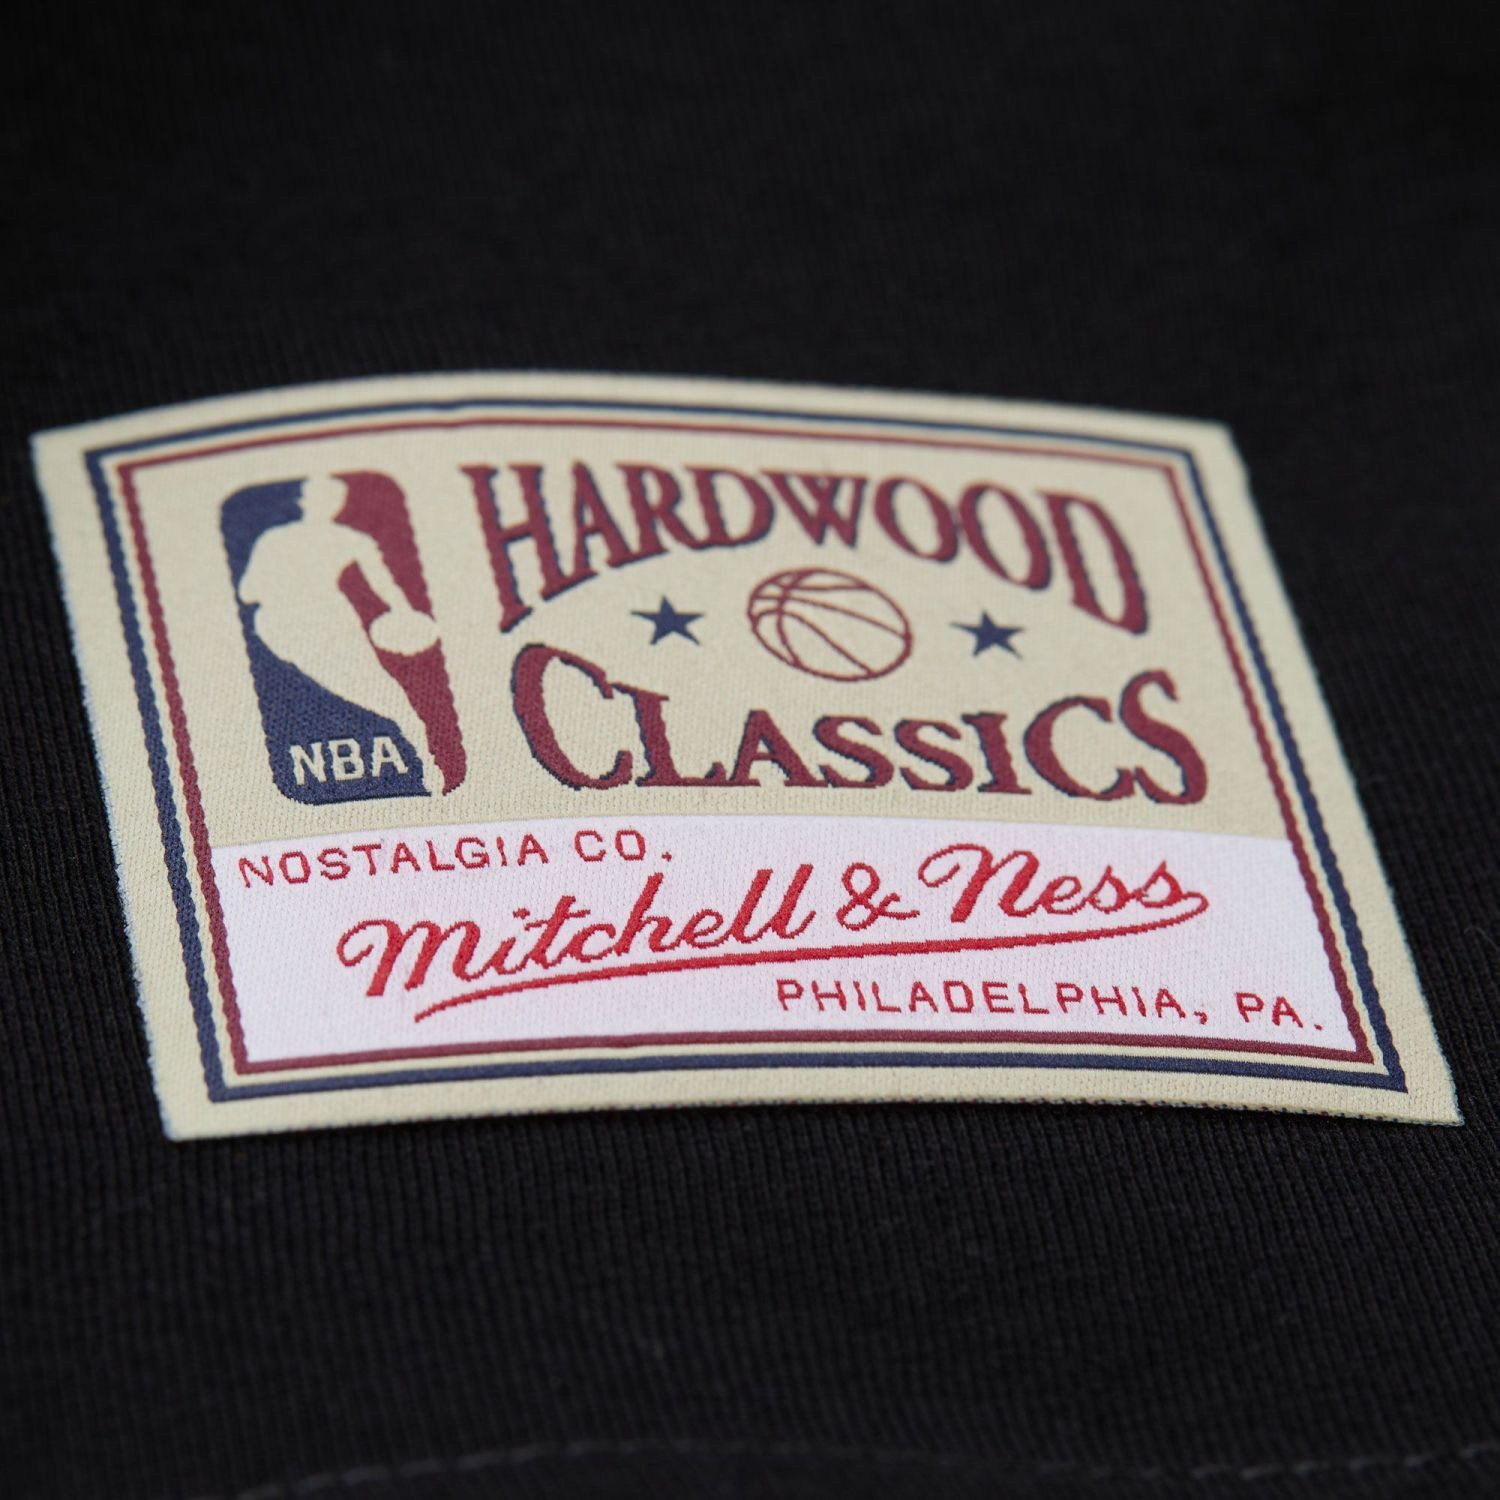 HARDWOOD
CLASSICS
NBA
NOSTALGIA CO.
Mitchell & Ness
PHILADELPHIA, PA.